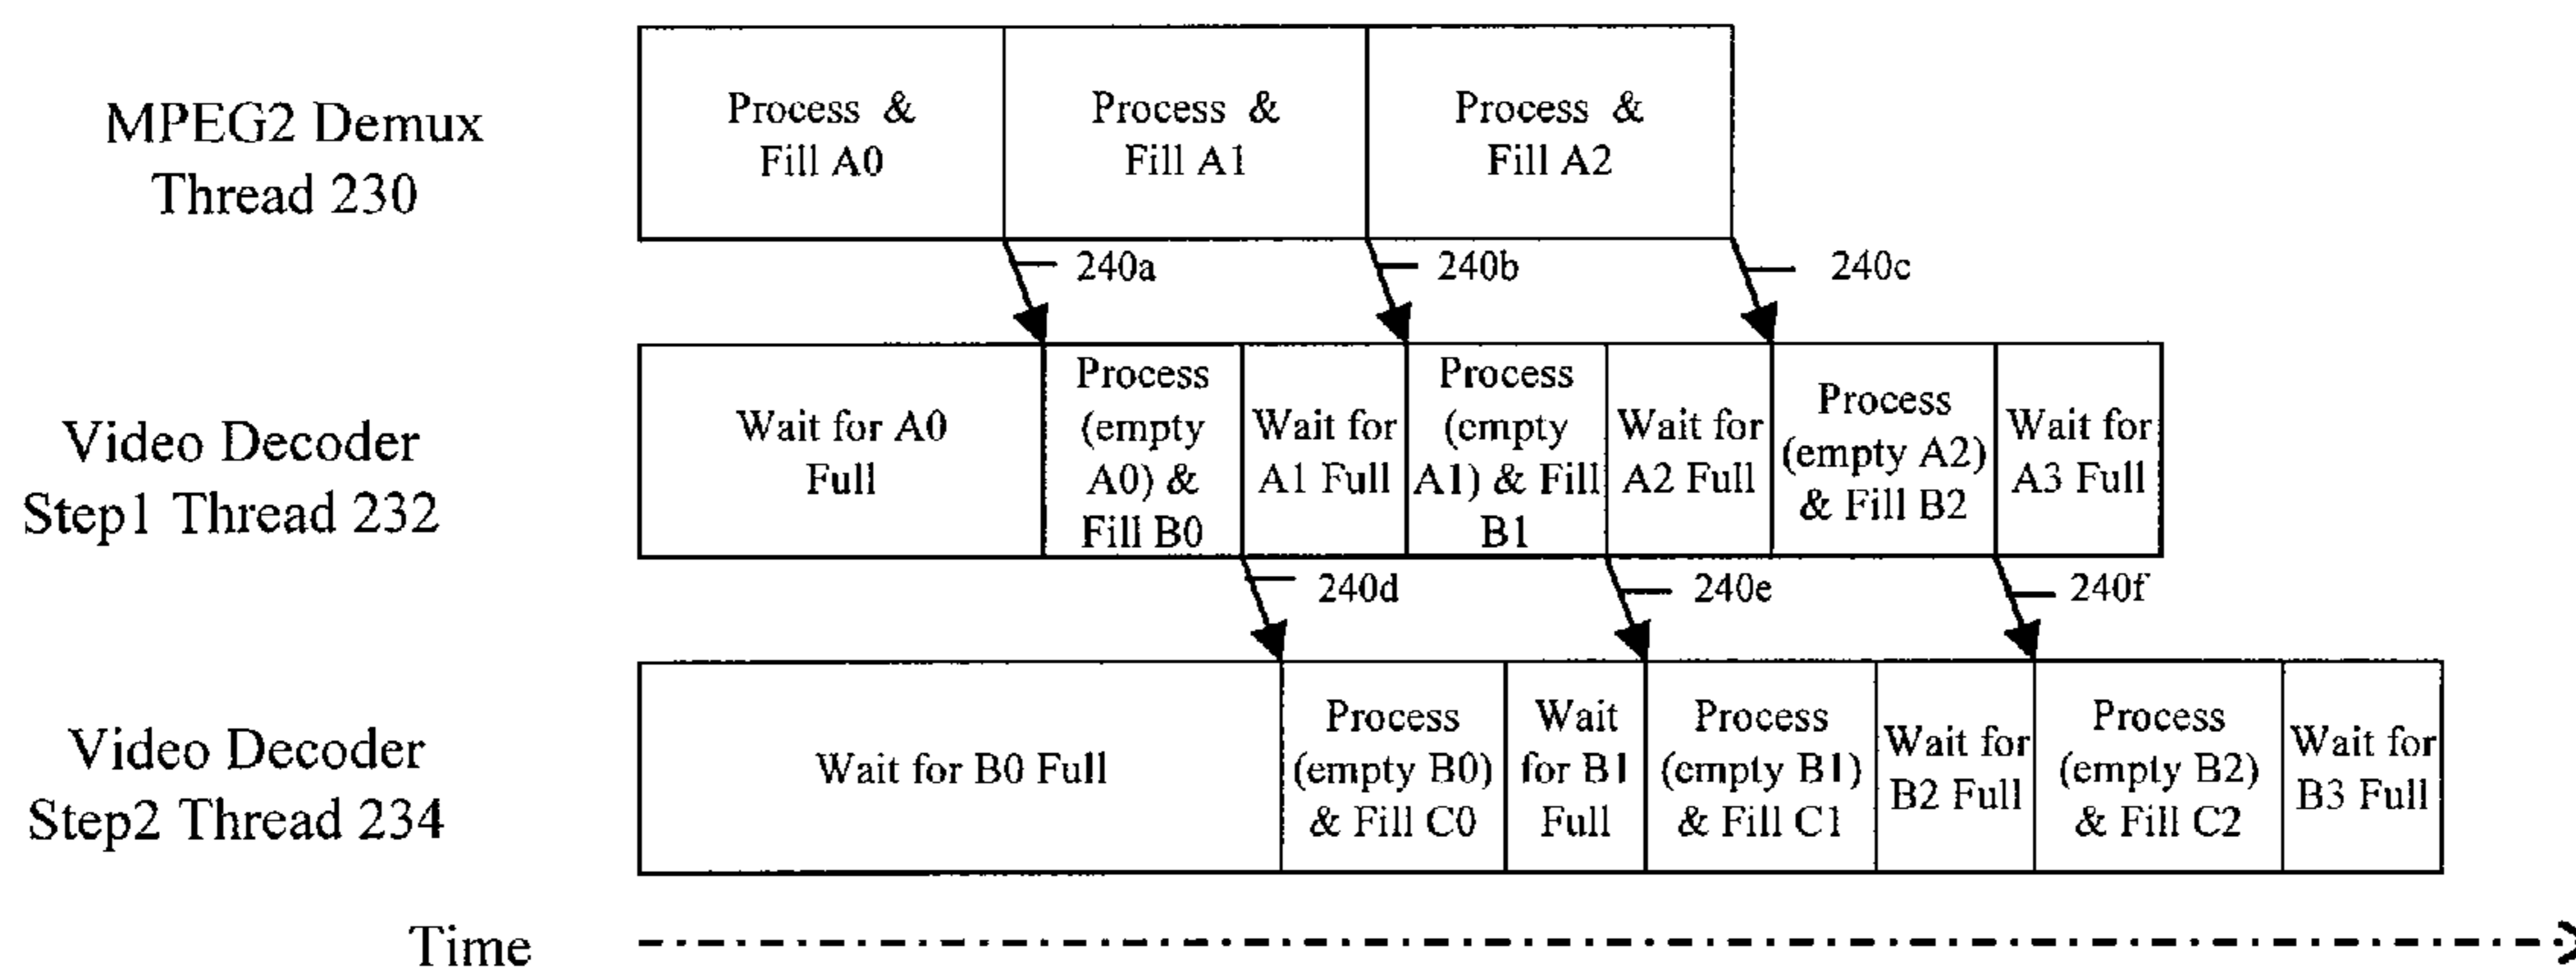 MPEG2 Demux
Thread 230
Process &
Fill A0
Process &
Fill A1
Process &
Fill A2
240a
240b
240c
Video Decoder
Step1 Thread 232
Wait for A0
Full
Process
(empty
A0) &
Fill B0
Wait for
A1 Full
Process
(empty
A1) & Fill
B1
Wait for
A2 Full
Process
(empty A2)
& Fill B2
Wait for
A3 Full
240d
240e
240f
Video Decoder
Step2 Thread 234
Wait for B0 Full
Process
(empty B0)
& Fill C0
Wait
for B1
Full
Process
(empty B1)
& Fill C1
Wait for
B2 Full
Process
(empty B2)
& Fill C2
Wait for
B3 Full
Time